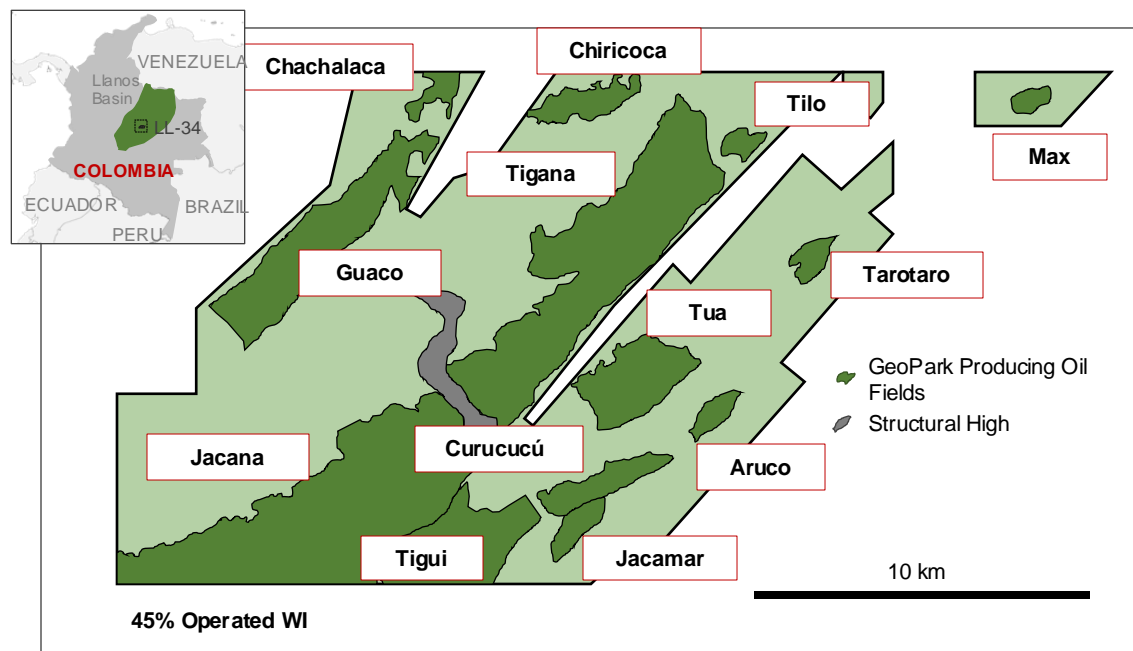 VENEZUELA
Llanos
Basin
LL-34
COLOMBIA
ECUADOR
BRAZIL
PERU
Chachalaca
Chiricoca
Tilo
Max
Tigana
Guaco
Tarotaro
Tua
GeoPark Producing Oil
Fields
Structural High
Jacana
Curucucú
Aruco
Tigui
Jacamar
10 km
45% Operated WI